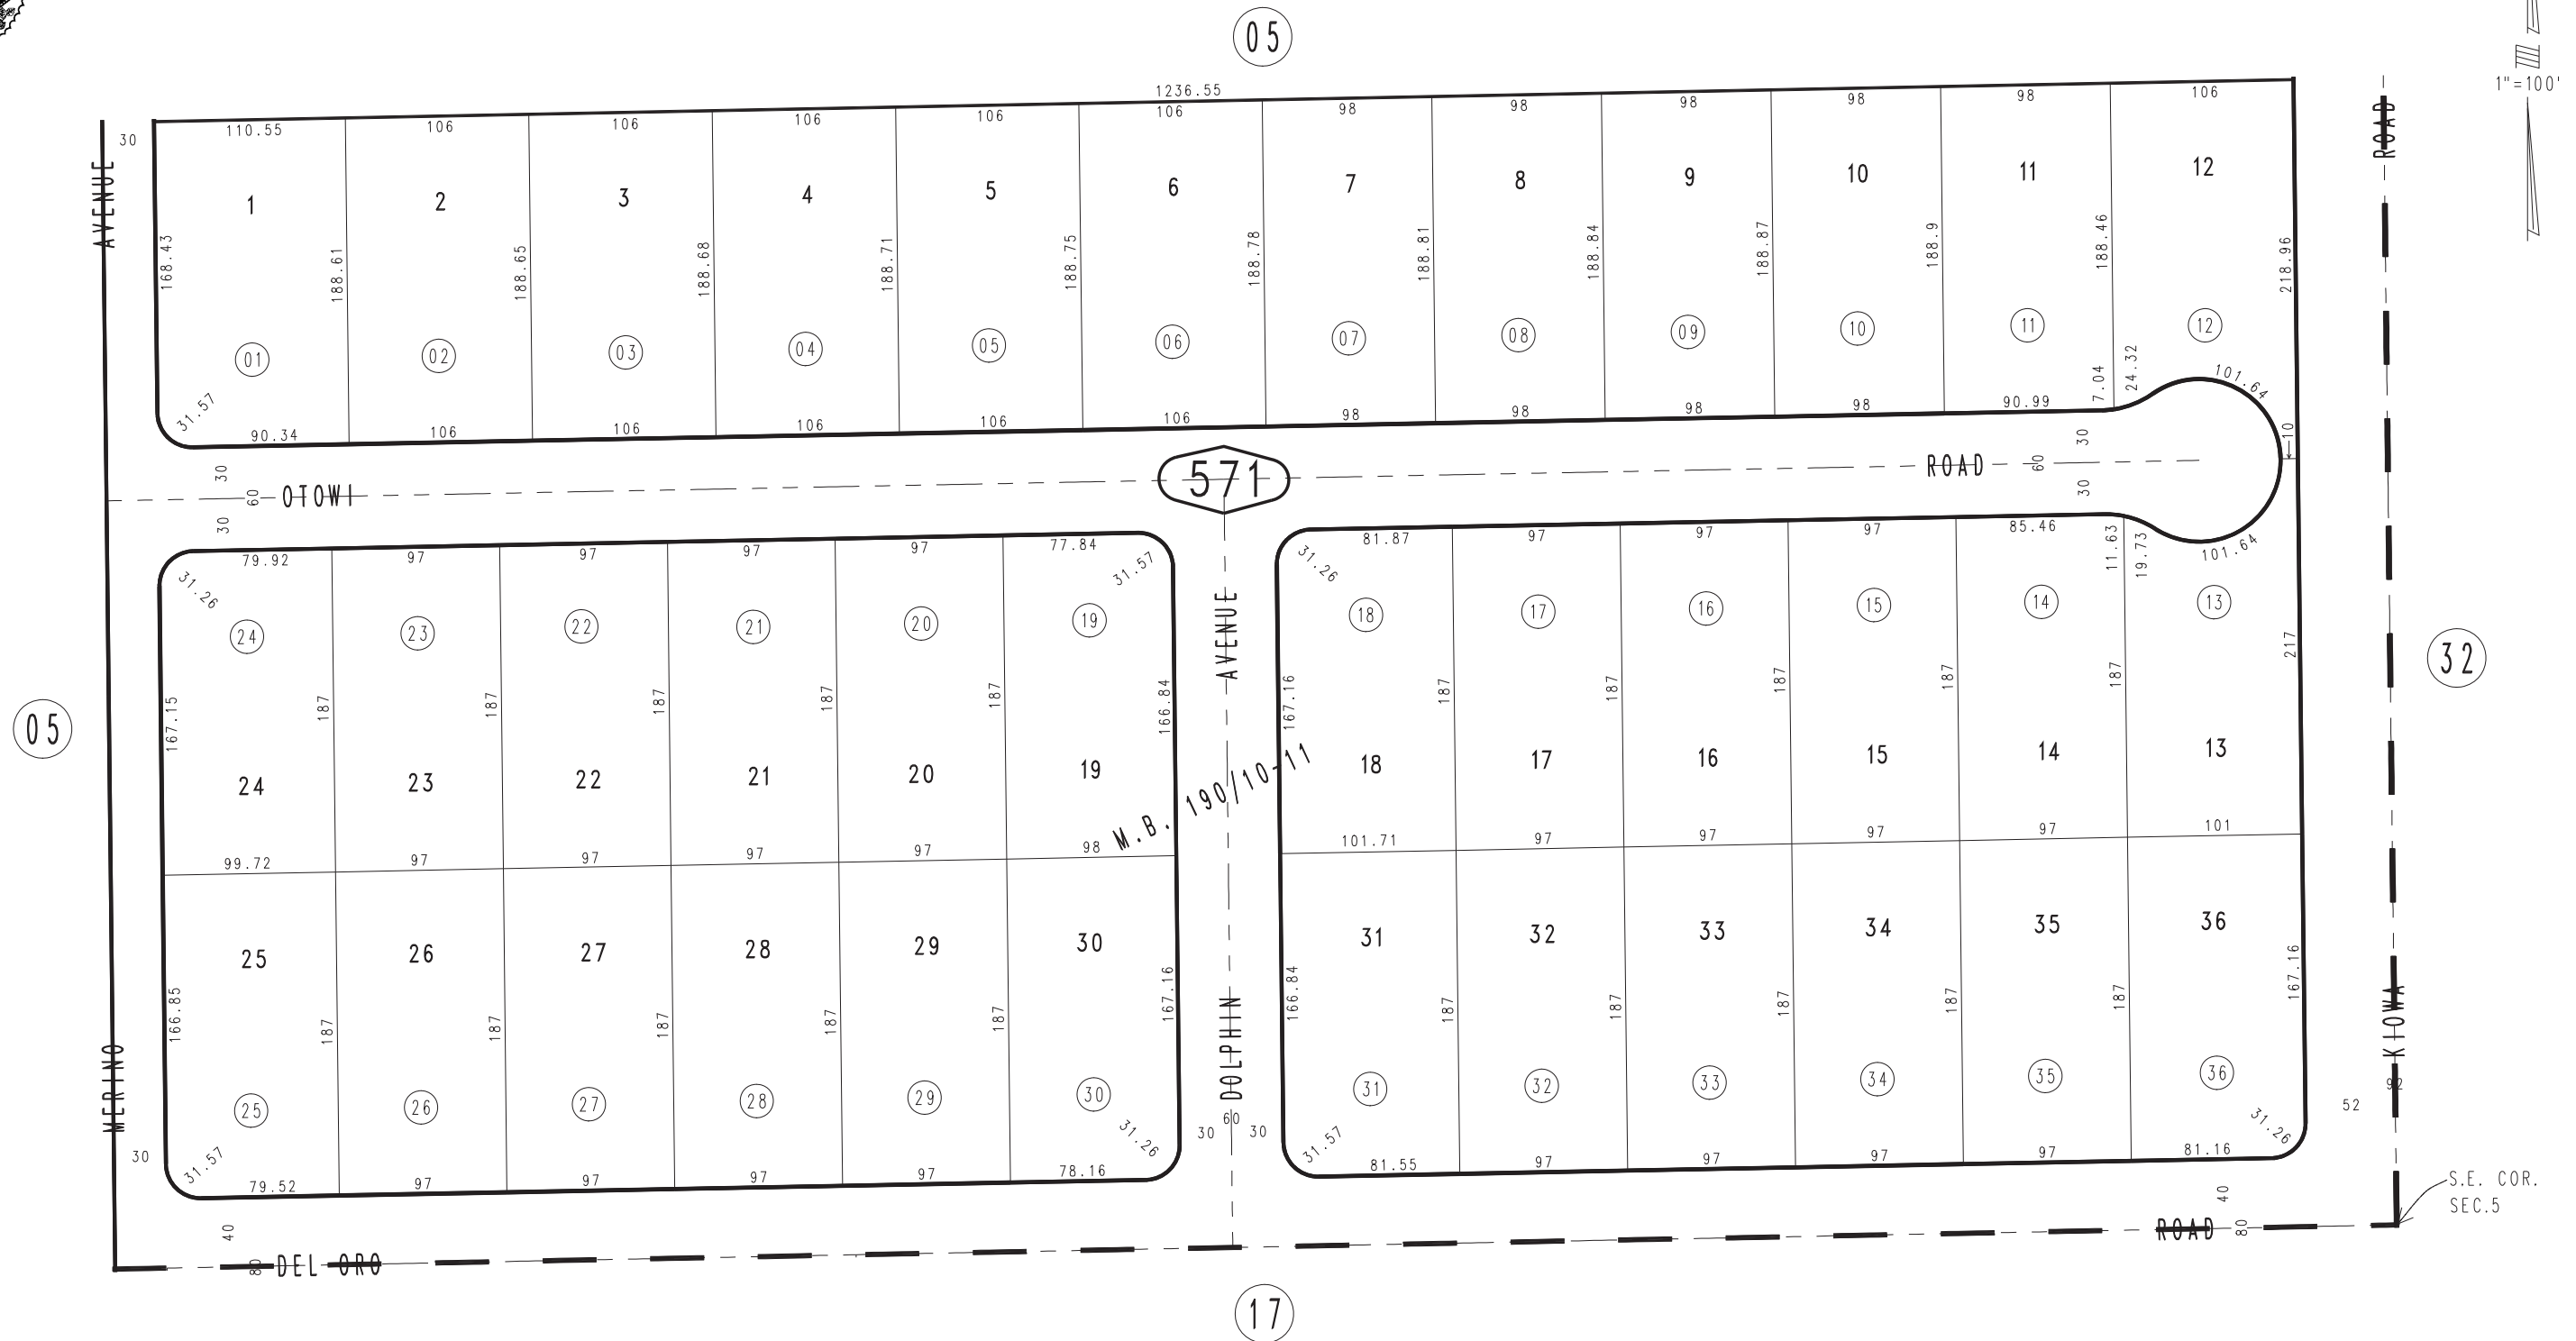 05
1"=100'
1236.55
110.55 106 106 106 106 106 98 98 98 98 98 106
30
AVENUE
ROAD
1 2 3 4 5 6 7 8 9 10 11 12
168.43 188.61 188.65 188.68 188.71 188.75 188.78 188.81 188.84 188.87 188.9 188.46 218.96
01 02 03 04 05 06 07 08 09 10 11 12
31.57 7.04 24.32 101.64
90.34 106 106 106 106 106 98 98 98 98 90.99
30 60 30
OTOWI
571
ROAD
60 30 30
10
79.92 97 97 97 97 77.84 81.87 97 97 97 85.46 11.63 19.73 101.64
31.26 31.57 31.26
24 23 22 21 20 19 18 17 16 15 14 13
AVENUE
05
32
167.15 187 187 187 187 187 166.84 167.16 187 187 187 187 187 217
24 23 22 21 20 19 18 17 16 15 14 13
M.B. 190/10-11
99.72 97 97 97 97 98 101.71 97 97 97 97 101
25 26 27 28 29 30 31 32 33 34 35 36
166.85 187 187 187 187 187 167.16 166.84 187 187 187 187 187 167.16
MERINO
DOLPHIN
KIOWA
25 26 27 28 29 30 31 32 33 34 35 36
92
52
30 31.57 31.26 30 60 30 31.57 31.26
79.52 97 97 97 97 78.16 81.55 97 97 97 97 81.16
S.E. COR.
SEC.5
40 80
DEL ORO
ROAD
40 80
17